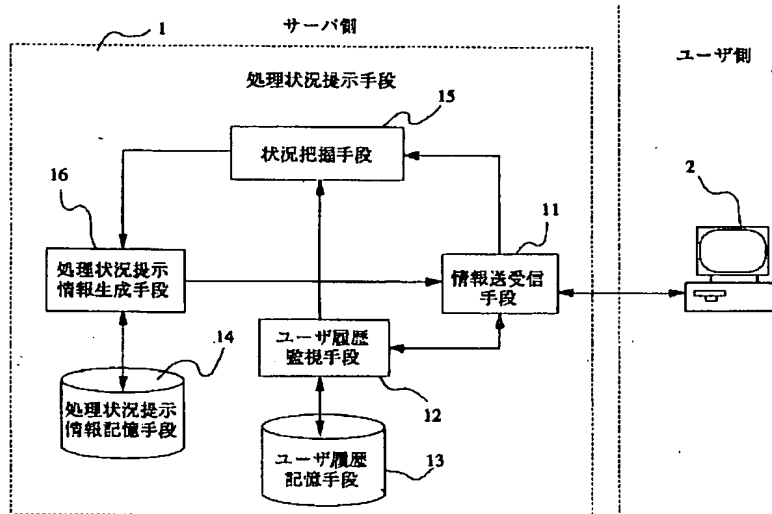 1
サーバ側
ユーザ側
処理状況提示手段
15
状況把握手段
2
16
11
処理状況提示
情報生成手段
情報送受信
手段
14
ユーザ履歴
監視手段
12
処理状況提示
情報記憶手段
ユーザ履歴
記憶手段
13